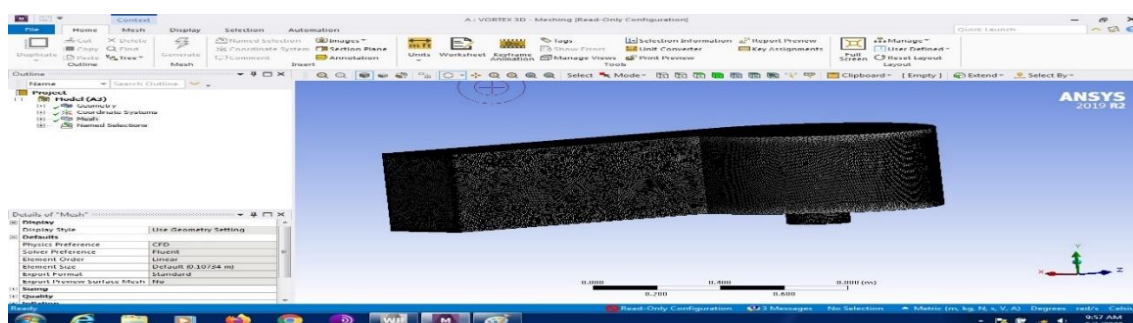 Context
A : VORTEX 3D - Meshing [Read-Only Configuration]
File Home Mesh Display Selection Automation
Quick Launch
Duplicate Cut Copy Paste Delete Find Tree
Outline
Generate
Mesh
Named Selection
Coordinate System
Comment
Images
Section Plane
Annotation
Insert
Units Worksheet Keyframe Animation
Tags
Show Errors
Manage Views
Selection Information
Unit Converter
Print Preview
Report Preview
Key Assignments
Tools
Full Screen
Manage
User Defined
Reset Layout
Layout
Outline
Name Search Outline
Select Mode Clipboard [ Empty ] Extend Select By
Project
Model (A3)
Geometry
Coordinate Systems
Mesh
Named Selections
ANSYS
2019 R2
Details of "Mesh"
Display
Display Style Use Geometry Setting
Defaults
Physics Preference CFD
Solver Preference Fluent
Element Order Linear
Element Size Default (0.10734 m)
Export Format Standard
Export Preview Surface Mesh No
Sizing
Quality
Y
X
Z
0.000 0.400 0.800 (m)
0.200 0.600
Ready
Read-Only Configuration 3 Messages No Selection Metric (m, kg, N, s, V, A) Degrees rad/s Celsius
WB M
9:57 AM